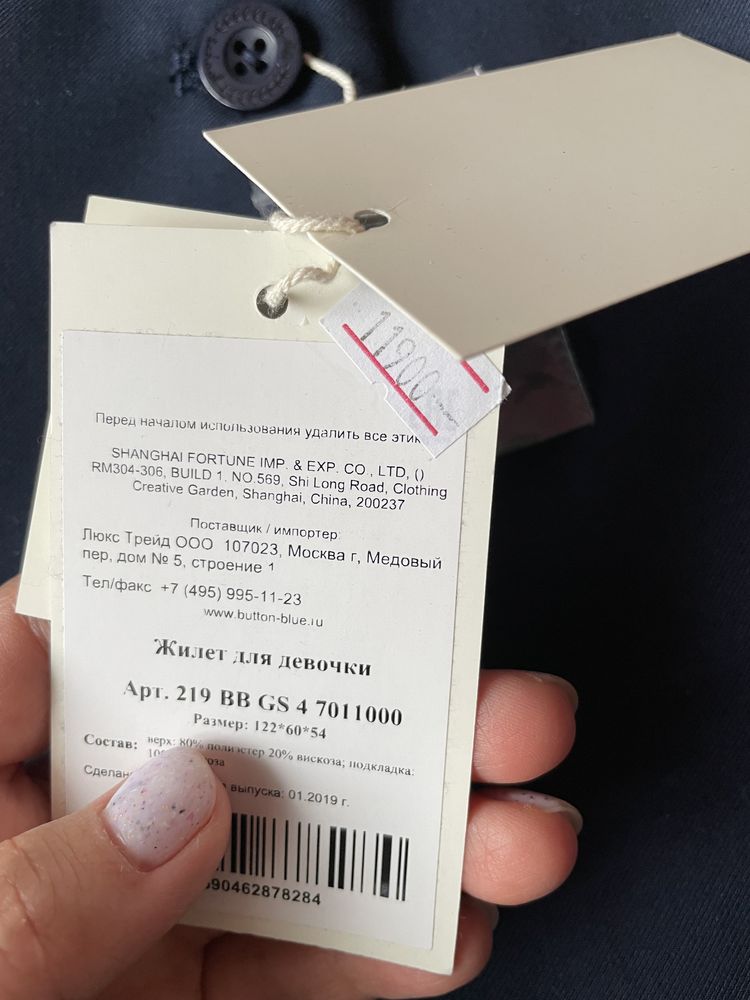 11900=
Перед началом использования удалить все этик
SHANGHAI FORTUNE IMP. & EXP. CO., LTD, ()
RM304-306, BUILD 1. NO.569, Shi Long Road, Clothing
Creative Garden, Shanghai, China, 200237
Поставщик / импортер:
Люкс Трейд ООО 107023, Москва г, Медовый
пер, дом № 5, строение 1
Тел/факс +7 (495) 995-11-23
www.button-blue.ru
Жилет для девочки
Арт. 219 BB GS 4 7011000
Размер: 122*60*54
Состав: верх: 80% полиэстер 20% вискоза; подкладка:
Сделан выпуска: 01.2019 г.
90462878284